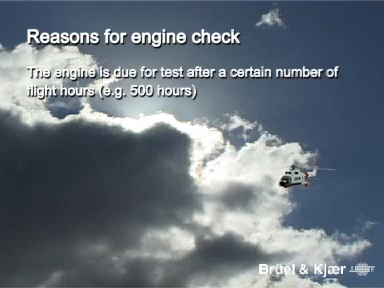 Reasons for engine check
The engine is due for test after a certain number of
flight hours (e.g. 500 hours)
Brüel & Kjær